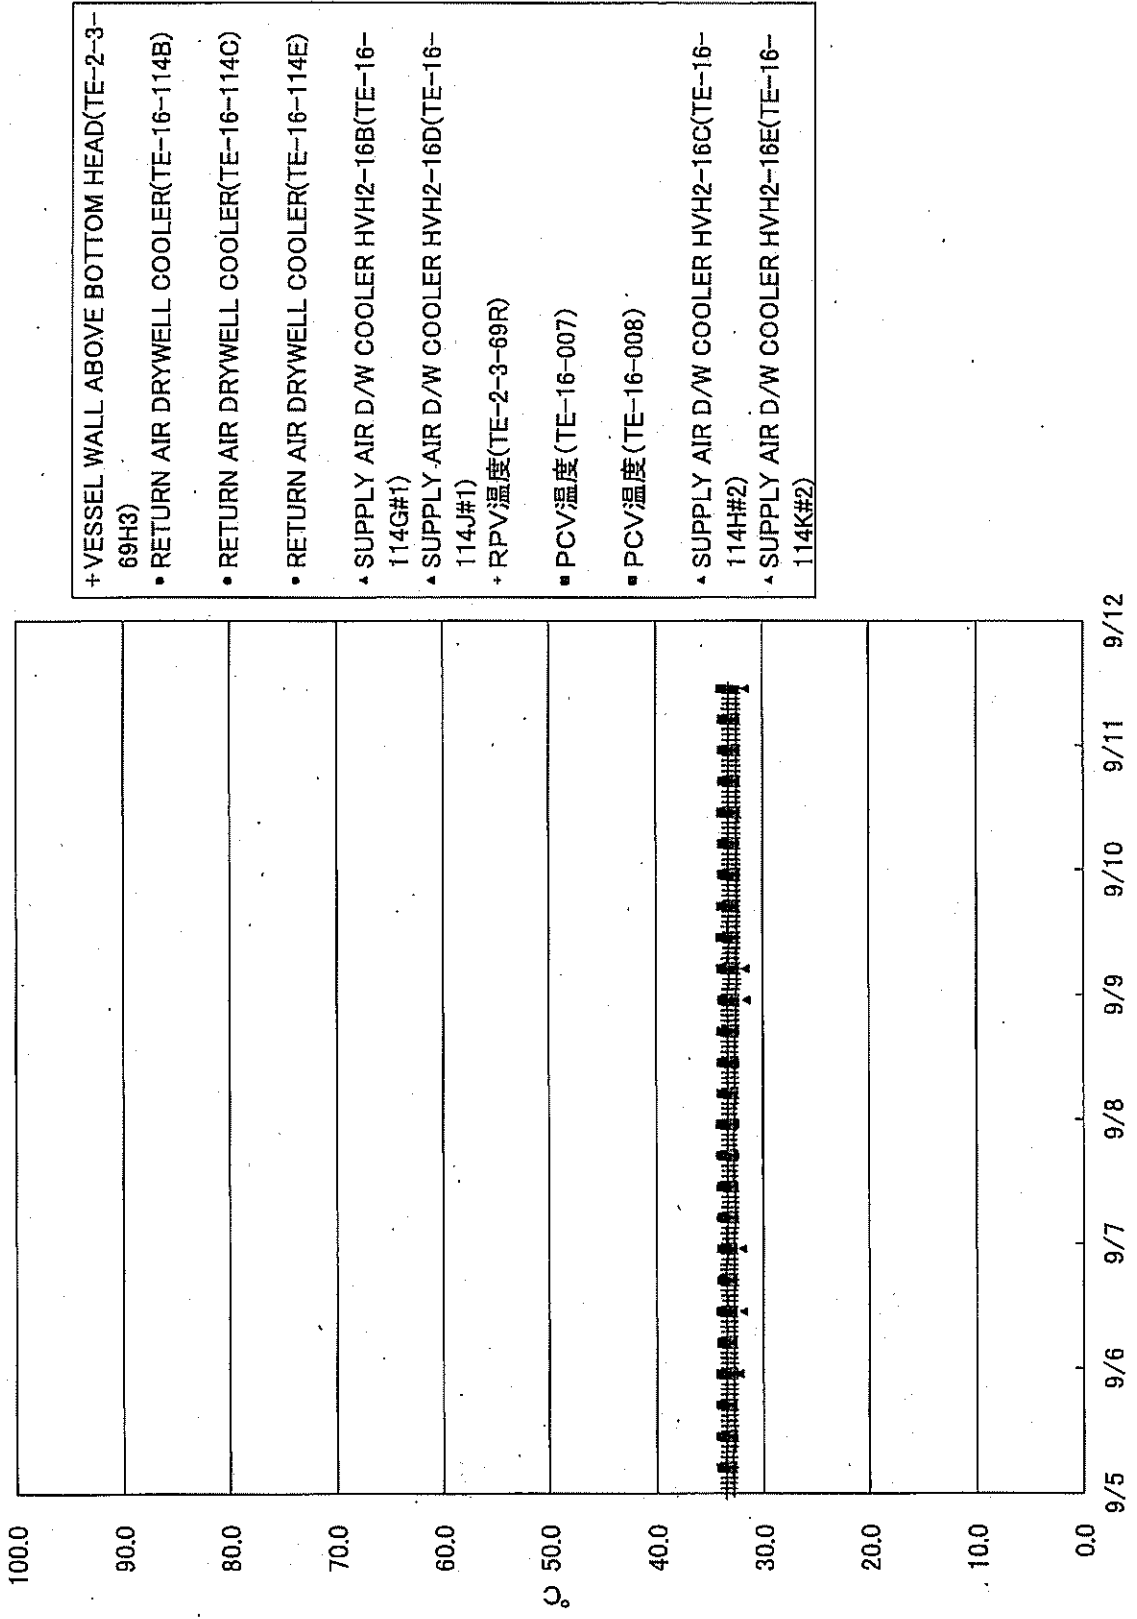 100.0
90.0
80.0
70.0
60.0
50.0
40.0
30.0
20.0
10.0
0.0
℃
9/5
9/6
9/7
9/8
9/9
9/10
9/11
9/12
+VESSEL WALL ABOVE BOTTOM HEAD(TE-2-3-
69H3)
• RETURN AIR DRYWELL COOLER(TE-16-114B)
• RETURN AIR DRYWELL COOLER(TE-16-114C)
• RETURN AIR DRYWELL COOLER(TE-16-114E)
▲ SUPPLY AIR D/W COOLER HVH2-16B(TE-16-
114G#1)
▲ SUPPLY AIR D/W COOLER HVH2-16D(TE-16-
114J#1)
+ RPV温度(TE-2-3-69R)
■ PCV温度(TE-16-007)
■ PCV温度(TE-16-008)
▲ SUPPLY AIR D/W COOLER HVH2-16C(TE-16-
114H#2)
▲ SUPPLY AIR D/W COOLER HVH2-16E(TE-16-
114K#2)